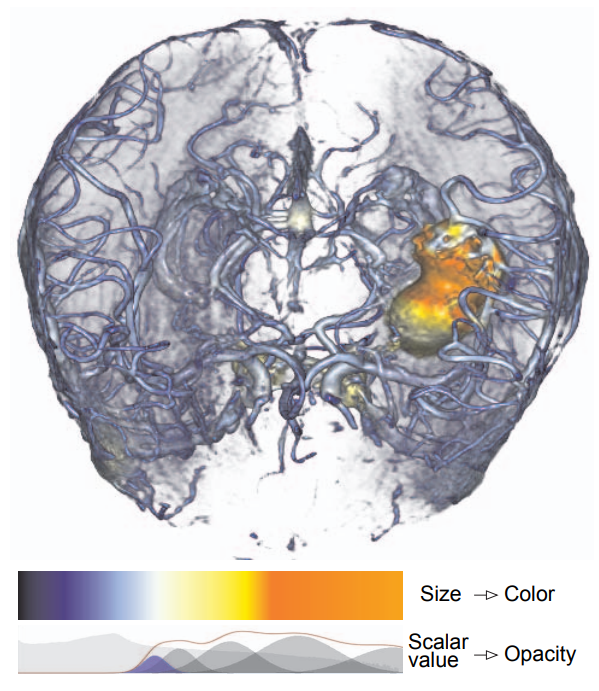 Size → Color
Scalar
value → Opacity